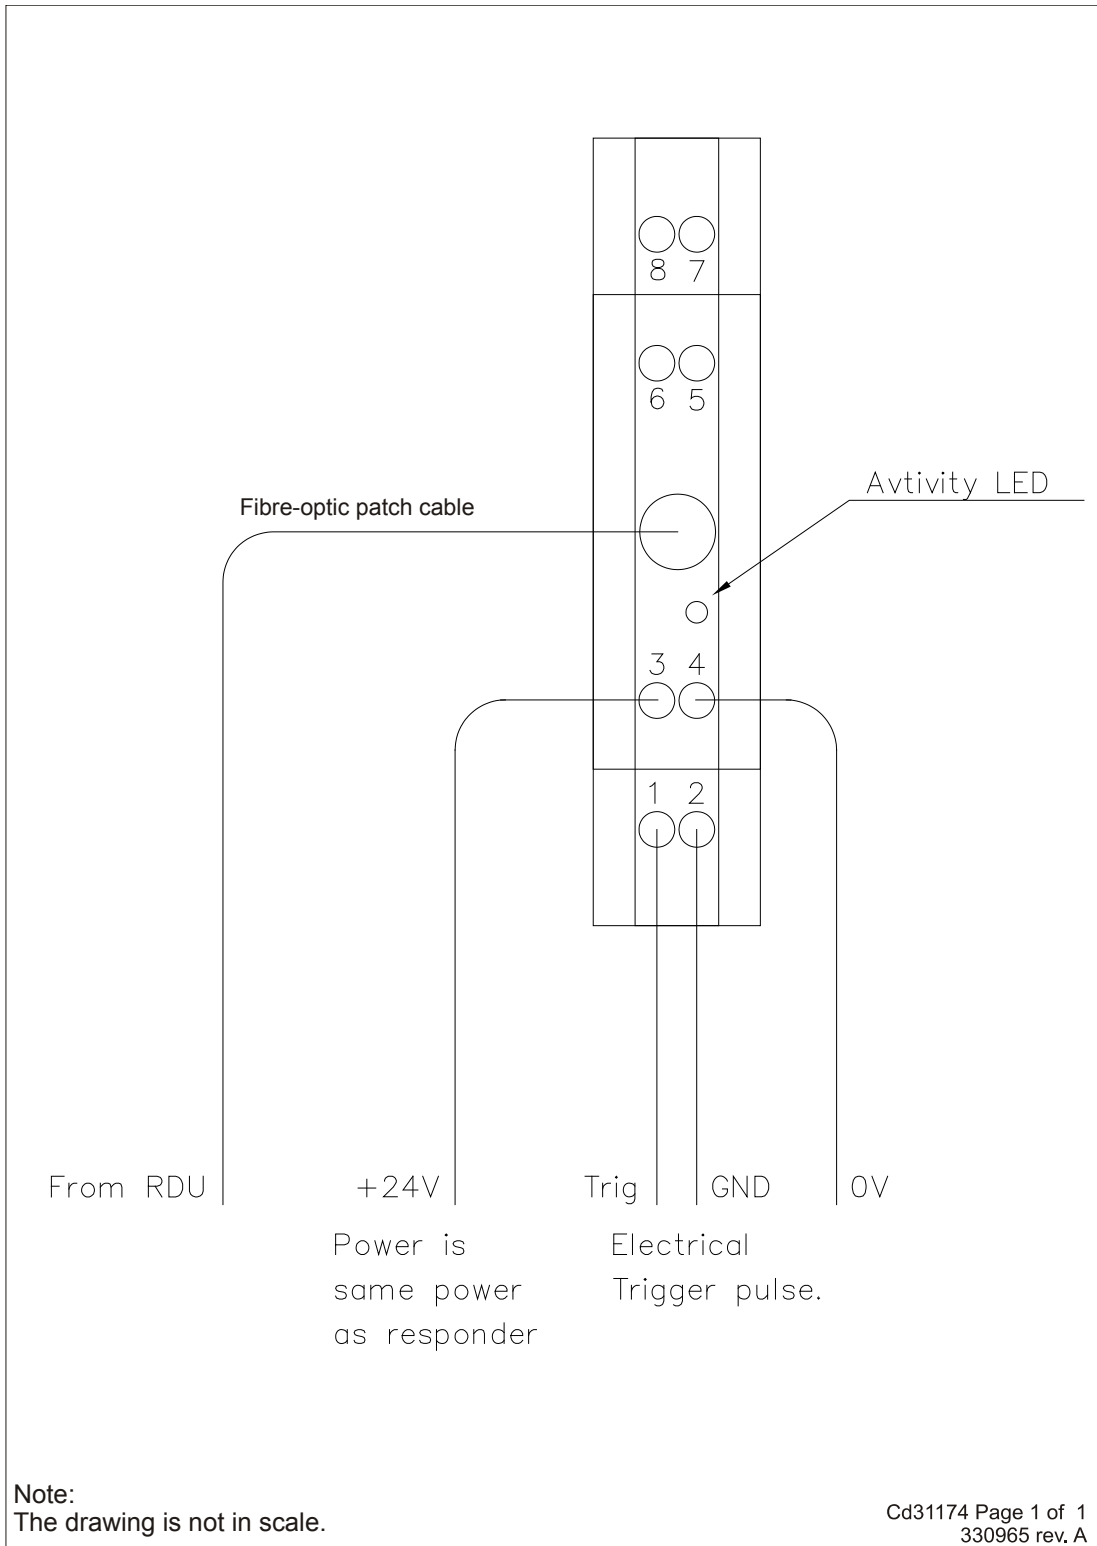 8 7
6 5
Avtivity LED
Fibre-optic patch cable
3 4
1 2
From RDU
+24V
Trig
GND
0V
Power is
same power
as responder
Electrical
Trigger pulse.
Note:
The drawing is not in scale.
Cd31174 Page 1 of 1
330965 rev. A